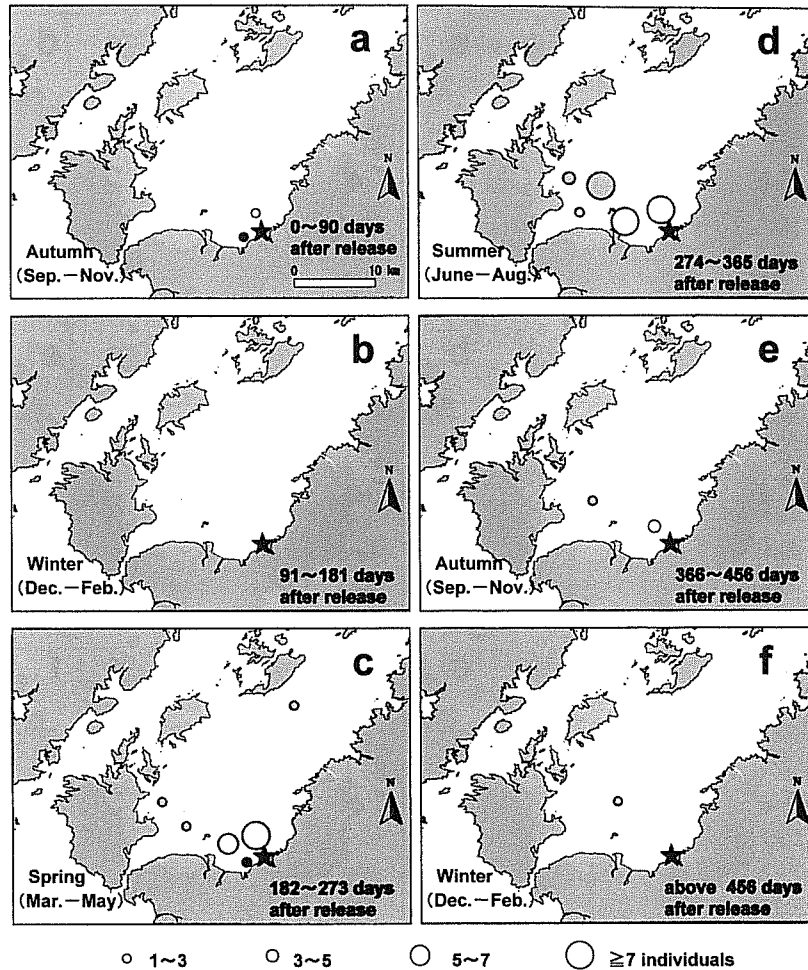 a
N
Autumn
(Sep.－Nov.)
0～90 days
after release
0 10 km
b
N
Winter
(Dec.－Feb.)
91～181 days
after release
c
N
Spring
(Mar.－May)
182～273 days
after release
d
N
Summer
(June－Aug.)
274～365 days
after release
e
N
Autumn
(Sep.－Nov.)
366～456 days
after release
f
N
Winter
(Dec.－Feb.)
above 456 days
after release
1～3 3～5 5～7 ≧7 individuals